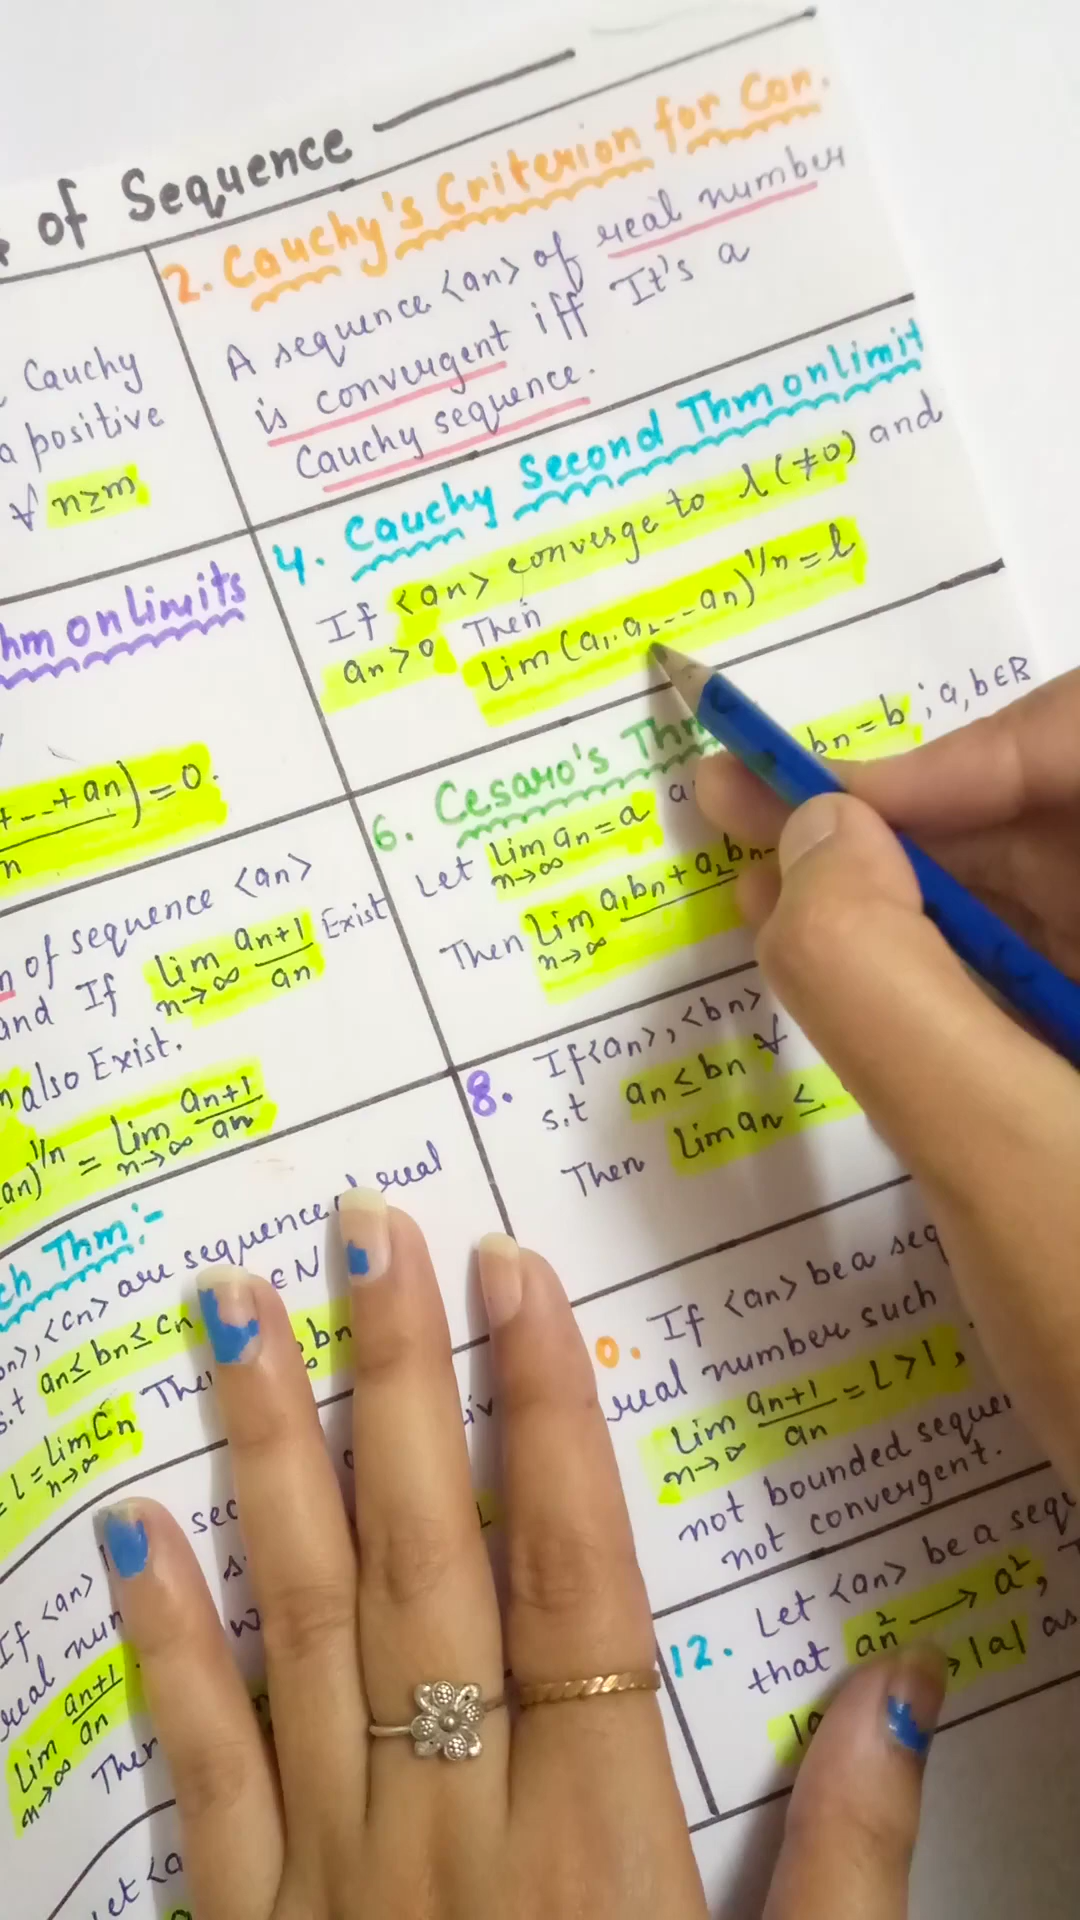 of Sequence
2. Cauchy's Criterion for Con.
A sequence <an> of real number
is convergent iff It's a
Cauchy sequence.
Cauchy
a positive
∀ n≥m
4. Cauchy Second Thm on limit
If <an> converge to l (≠0) and
an>0 Then
Lim (a1.a2---an)^1/n = l
hm on limits
+--+an) = 0.
n
6. Cesaro's Thm
Let lim n→∞ an = a
bn = b ; a, b ∈ R
Then lim n→∞ a1bn + a2bn-
of sequence <an>
and If lim n→∞ an+1/an Exist
also Exist.
an)^1/n = lim n→∞ an+1/an
8. If <an>, <bn>
s.t an ≤ bn ∀
Then Lim an ≤
ch Thm:-
<cn> are sequence real
s.t an ≤ bn ≤ cn The
∈N
bn
= l = lim n→∞ Cn
0. If <an> be a seq
real number such
Lim n→∞ an+1/an = L > 1,
not bounded sequen
not convergent.
If <an>
sec
real num
Lim n→∞ an+1/an
Then
12. Let <an> be a sequ
that an² → a²,
→ |a| as